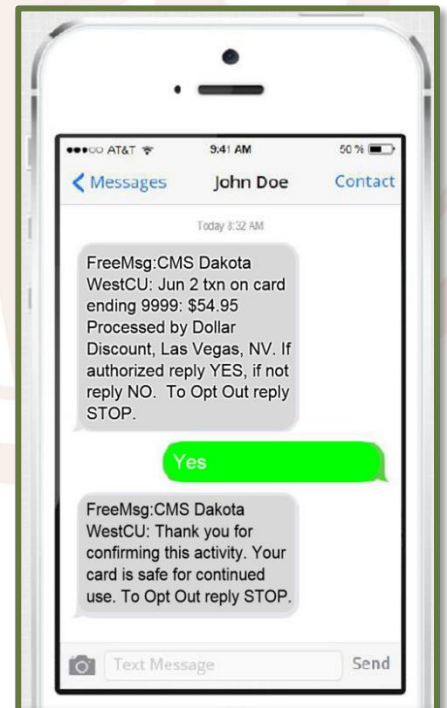 AT&T 9:41 AM 50 %
Messages John Doe Contact
Today 8:32 AM
FreeMsg:CMS Dakota
WestCU: Jun 2 txn on card
ending 9999: $54.95
Processed by Dollar
Discount, Las Vegas, NV. If
authorized reply YES, if not
reply NO. To Opt Out reply
STOP.
Yes
FreeMsg:CMS Dakota
WestCU: Thank you for
confirming this activity. Your
card is safe for continued
use. To Opt Out reply STOP.
Text Message Send